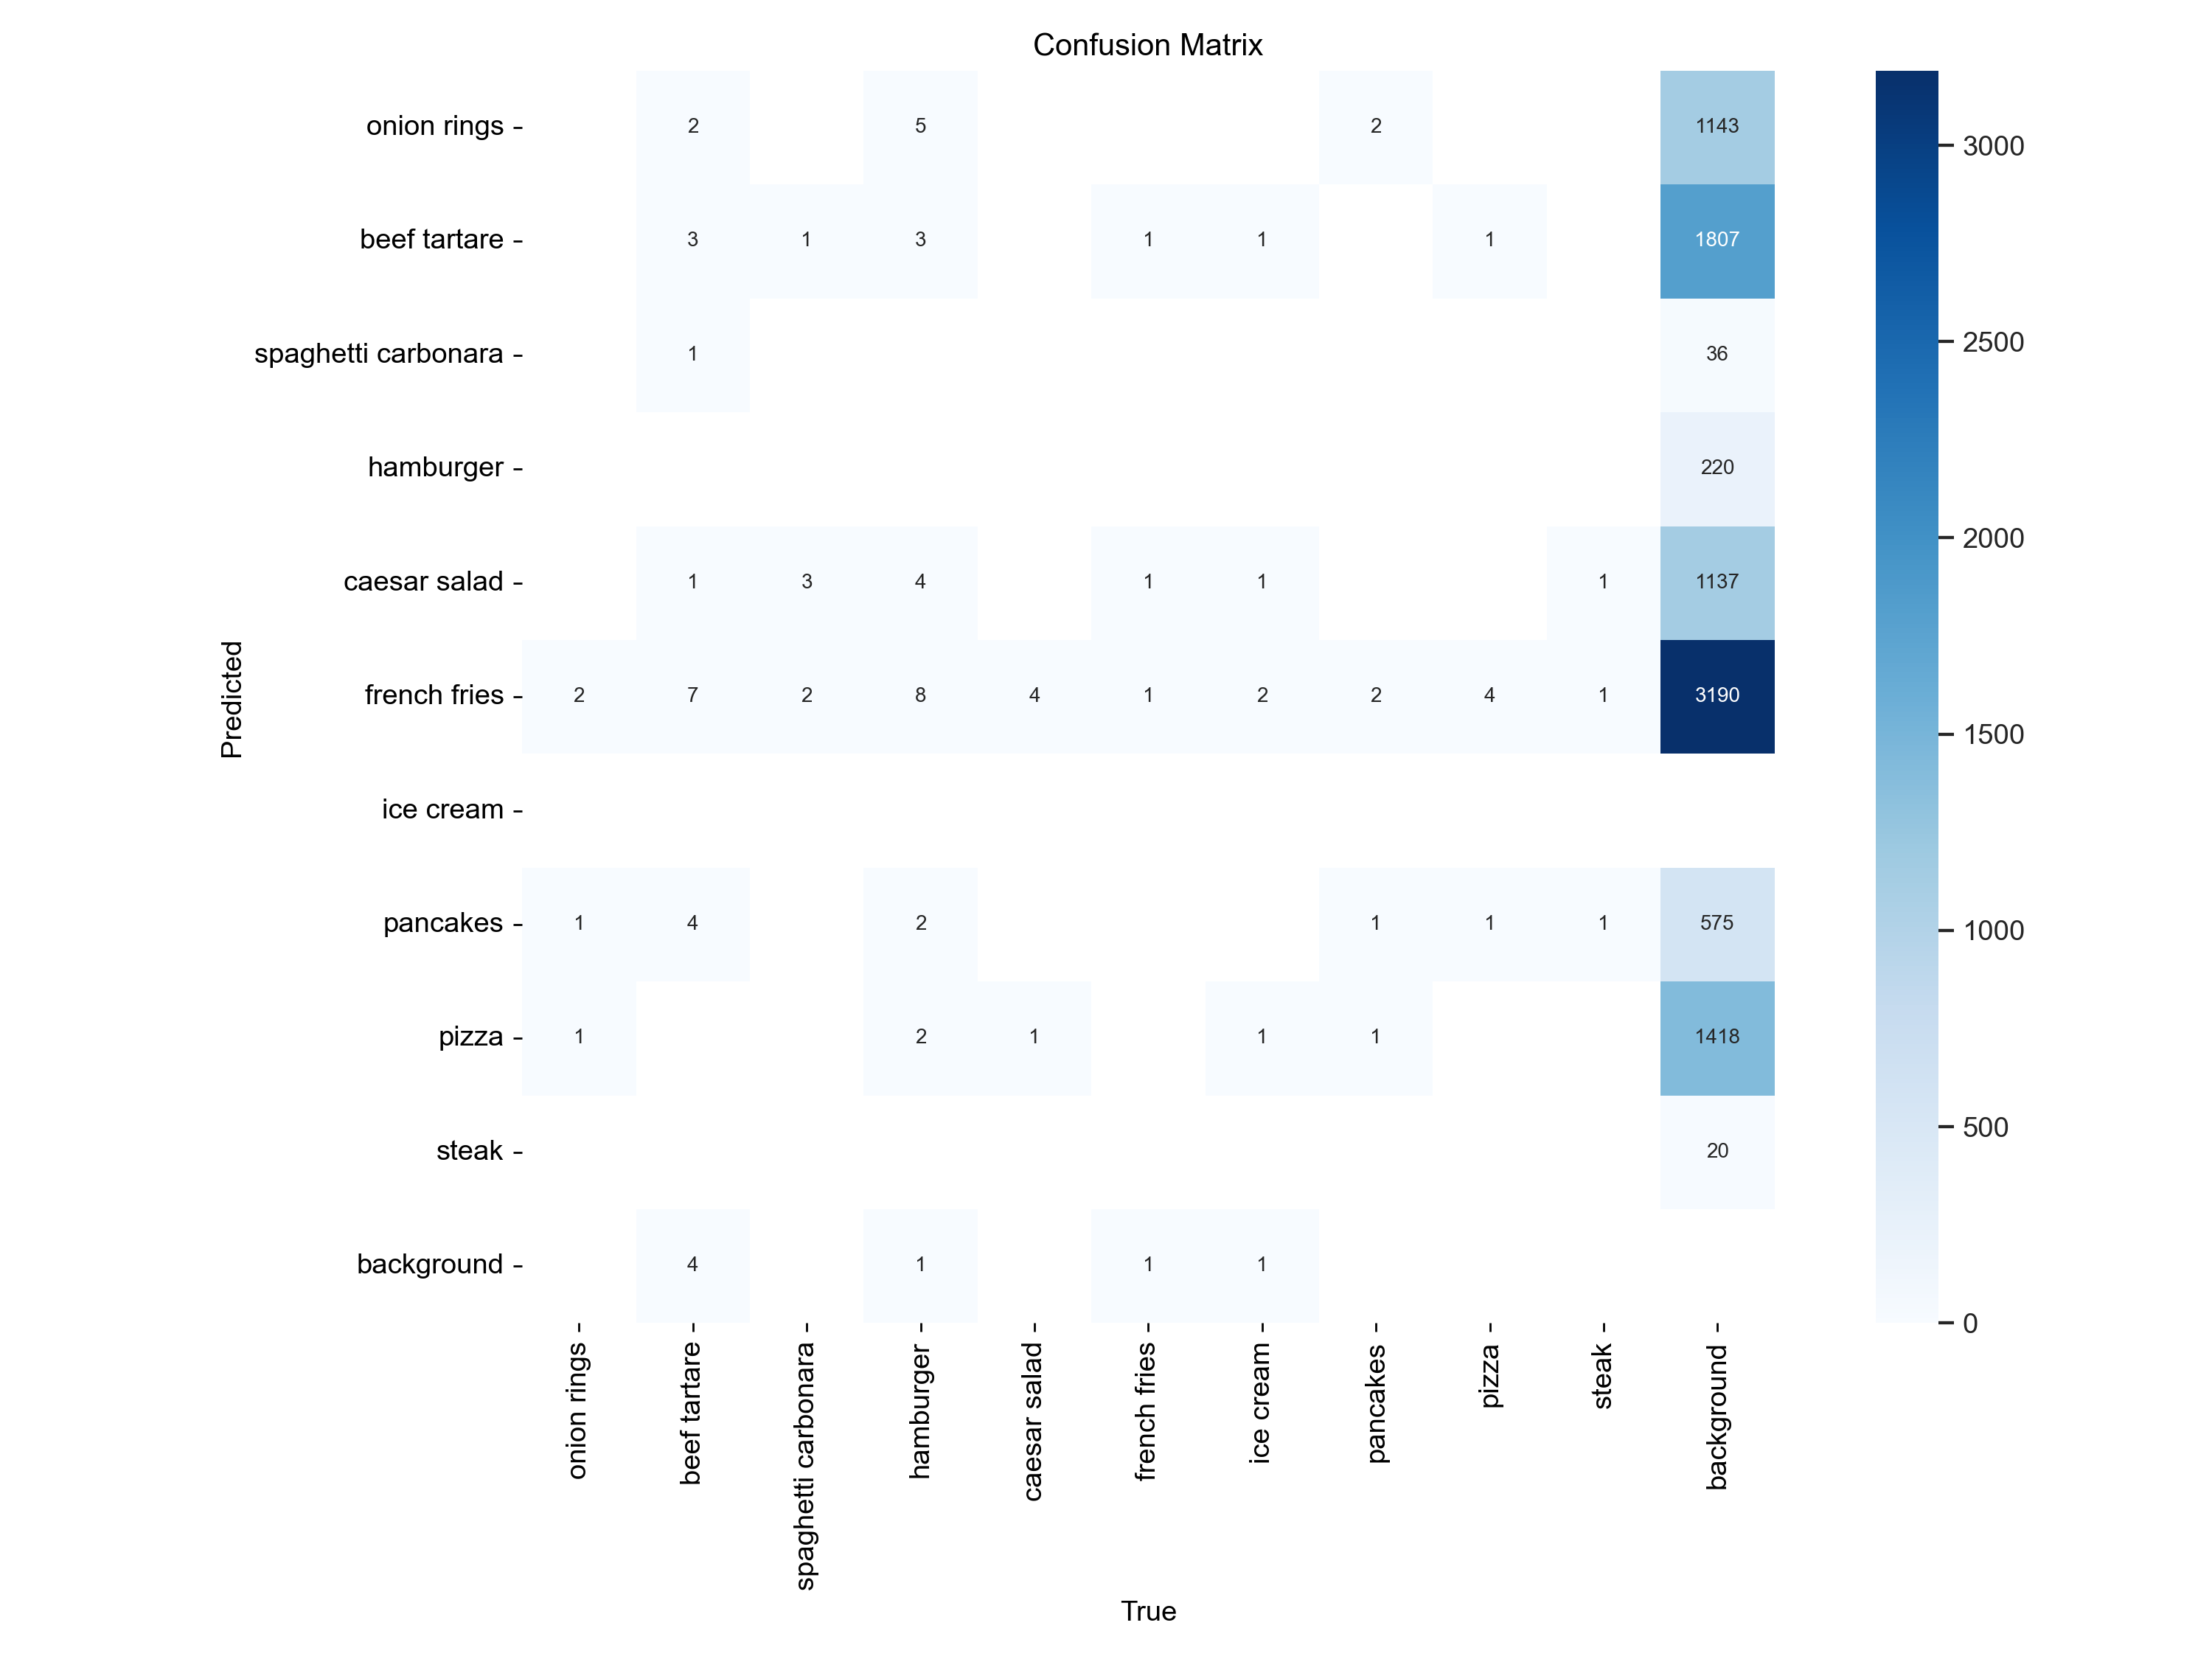 Confusion Matrix
onion rings 2 5 2 1143
beef tartare 3 1 3 1 1 1 1807
spaghetti carbonara 1 36
hamburger 220
caesar salad 1 3 4 1 1 1 1137
french fries 2 7 2 8 4 1 2 2 4 1 3190
ice cream
pancakes 1 4 2 1 1 1 575
pizza 1 2 1 1 1 1418
steak 20
background 4 1 1 1
Predicted
onion rings
beef tartare
spaghetti carbonara
hamburger
caesar salad
french fries
ice cream
pancakes
pizza
steak
background
True
3000
2500
2000
1500
1000
500
0